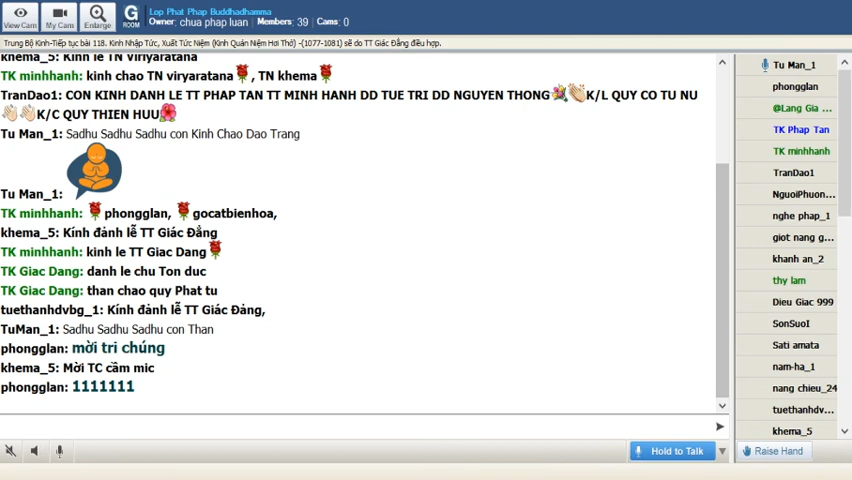 View Cam
My Cams
Enlarge
G
ROOM
Lop Phat Phap Buddhadhamma
Owner: chua phap luan Members: 39 Cams: 0
Trung Bộ Kinh-Tiếp tục bài 118. Kinh Nhập Tức, Xuất Tức Niệm (Kinh Quán Niệm Hơi Thở) -(1077-1081) sẽ do TT Giác Đẳng điều hợp.
khema_5: Kính lễ TN Viriyaratana
TK minhhanh: kinh chao TN viryaratana, TN khema
TranDao1: CON KINH DANH LE TT PHAP TAN TT MINH HANH DD TUE TRI DD NGUYEN THONG K/L QUY CO TU NU
K/C QUY THIEN HUU
Tu Man_1: Sadhu Sadhu Sadhu con Kinh Chao Dao Trang
Tu Man_1:
TK minhhanh: phongglan, gocatbienhoa,
khema_5: Kính đảnh lễ TT Giác Đẳng
TK minhhanh: kinh le TT Giac Dang
TK Giac Dang: danh le chu Ton duc
TK Giac Dang: than chao quy Phat tu
tuethanhdvbg_1: Kính đảnh lễ TT Giác Đảng,
TuMan_1: Sadhu Sadhu Sadhu con Than
phongglan: mời tri chúng
khema_5: Mời TC cầm mic
phongglan: 1111111
Hold to Talk
Tu Man_1
phongglan
@Lang Gia ...
TK Phap Tan
TK minhhanh
TranDao1
NguoiPhuon...
nghe phap_1
giot nang g...
khanh an_2
thy lam
Dieu Giac 999
SonSuoI
Sati amata
nam-ha_1
nang chieu_24
tuethanhdv...
khema_5
Raise Hand